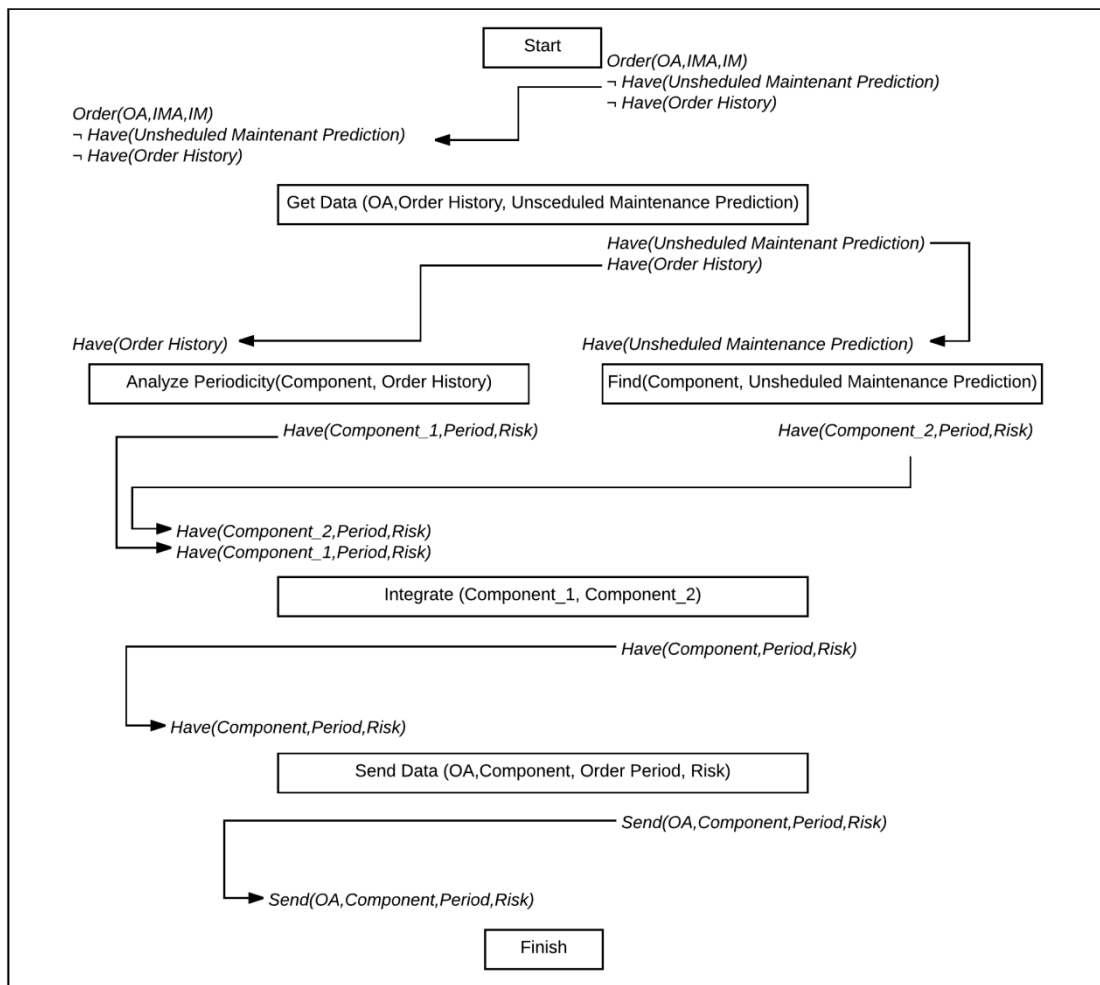 Start
Order(OA,IMA,IM)
¬ Have(Unsheduled Maintenant Prediction)
¬ Have(Order History)
Order(OA,IMA,IM)
¬ Have(Unsheduled Maintenant Prediction)
¬ Have(Order History)
Get Data (OA,Order History, Unsceduled Maintenance Prediction)
Have(Unsheduled Maintenant Prediction)
Have(Order History)
Have(Order History)
Have(Unsheduled Maintenance Prediction)
Analyze Periodicity(Component, Order History)
Find(Component, Unsheduled Maintenance Prediction)
Have(Component_1,Period,Risk)
Have(Component_2,Period,Risk)
Have(Component_2,Period,Risk)
Have(Component_1,Period,Risk)
Integrate (Component_1, Component_2)
Have(Component,Period,Risk)
Have(Component,Period,Risk)
Send Data (OA,Component, Order Period, Risk)
Send(OA,Component,Period,Risk)
Send(OA,Component,Period,Risk)
Finish